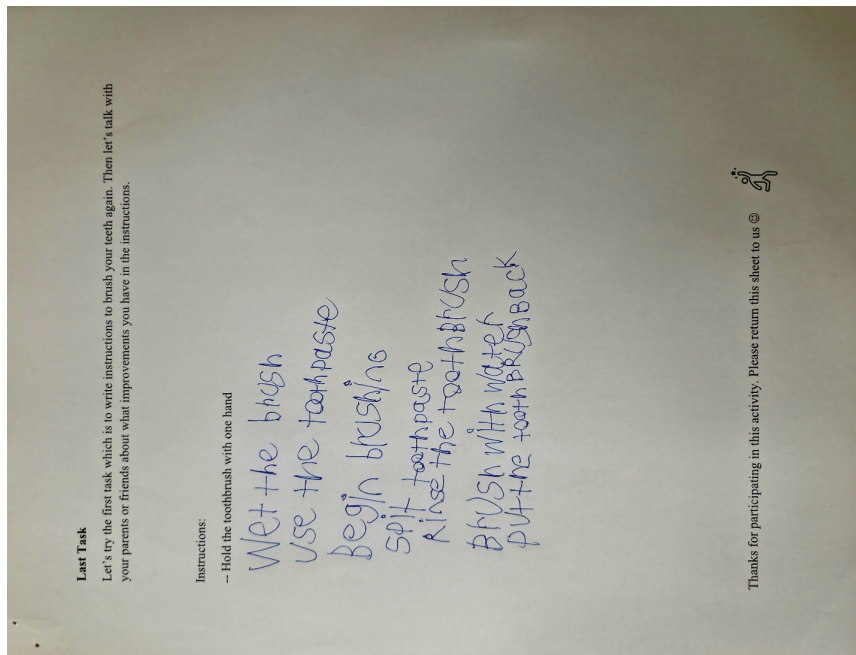 Last Task
Let's try the first task which is to write instructions to brush your teeth again. Then let's talk with
your parents or friends about what improvements you have in the instructions.
Instructions:
-- Hold the toothbrush with one hand
Wet the brush
use the toothpaste
Begin brushing
spit toothpaste
Rinse the toothBrush
Brush with water
put the tooth BRUSH Back
Thanks for participating in this activity. Please return this sheet to us ☺